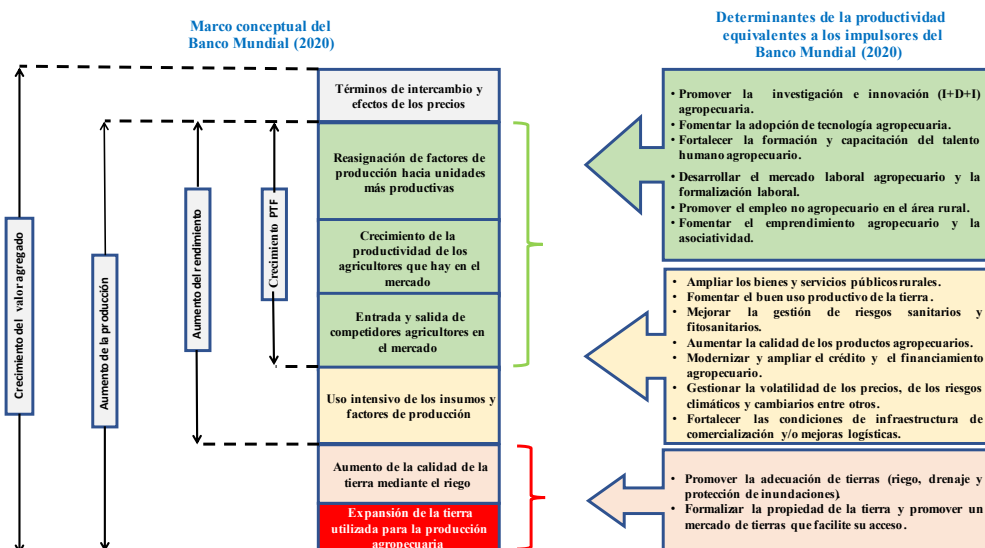 Marco conceptual del
Banco Mundial (2020)
Determinantes de la productividad
equivalentes a los impulsores del
Banco Mundial (2020)
Crecimiento del valor agregado
Aumento de la producción
Aumento del rendimiento
Crecimiento PTF
Términos de intercambio y
efectos de los precios
Reasignación de factores de
producción hacia unidades
más productivas
Crecimiento de la
productividad de los
agricultores que hay en el
mercado
Entrada y salida de
competidores agricultores en
el mercado
Uso intensivo de los insumos y
factores de producción
Aumento de la calidad de la
tierra mediante el riego
Expansión de la tierra
utilizada para la producción
agropecuaria
• Promover la investigación e innovación (I+D+I)
agropecuaria.
• Fomentar la adopción de tecnología agropecuaria.
• Fortalecer la formación y capacitación del talento
humano agropecuario.
• Desarrollar el mercado laboral agropecuario y la
formalización laboral.
• Promover el empleo no agropecuario en el área rural.
• Fomentar el emprendimiento agropecuario y la
asociatividad.
• Ampliar los bienes y servicios públicos rurales.
• Fomentar el buen uso productivo de la tierra.
• Mejorar la gestión de riesgos sanitarios y
fitosanitarios.
• Aumentar la calidad de los productos agropecuarios.
• Modernizar y ampliar el crédito y el financiamiento
agropecuario.
• Gestionar la volatilidad de los precios, de los riesgos
climáticos y cambiarios entre otros.
• Fortalecer las condiciones de infraestructura de
comercialización y/o mejoras logísticas.
• Promover la adecuación de tierras (riego, drenaje y
protección de inundaciones).
• Formalizar la propiedad de la tierra y promover un
mercado de tierras que facilite su acceso.